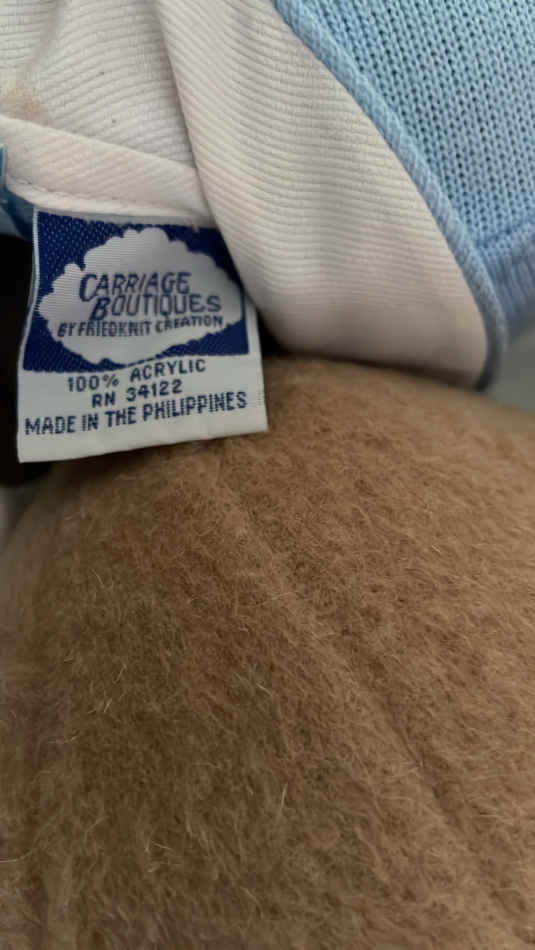 CARRIAGE
BOUTIQUES
BY FRIEDKNIT CREATION
100% ACRYLIC
RN 34122
MADE IN THE PHILIPPINES